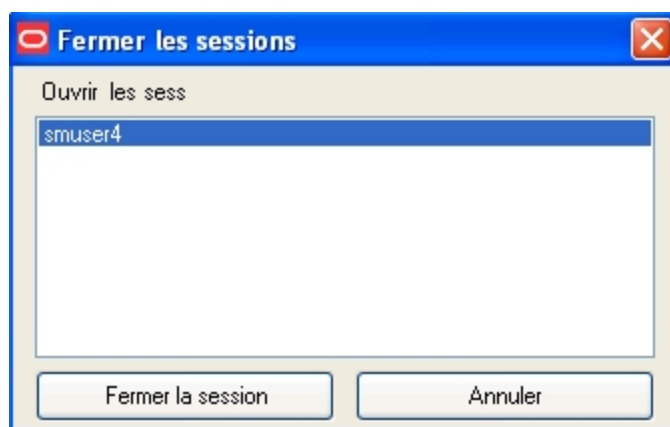 Fermer les sessions
Ouvrir les sess
smuser4
Fermer la session
Annuler